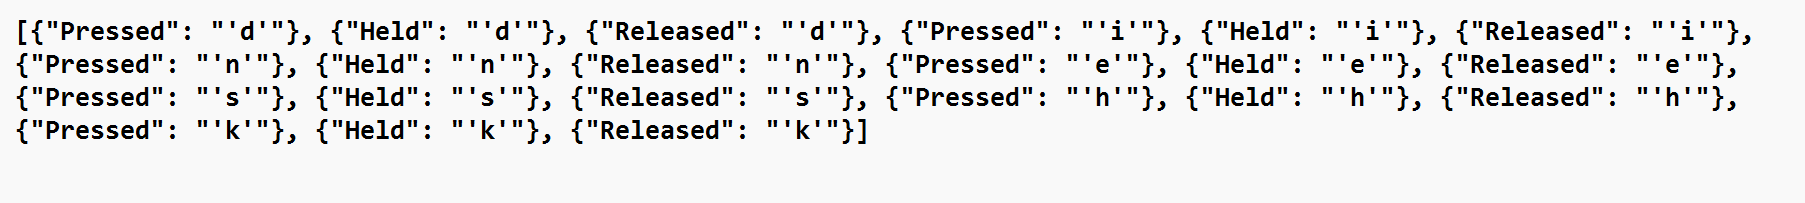 [{"Pressed": "'d'"}, {"Held": "'d'"}, {"Released": "'d'"}, {"Pressed": "'i'"}, {"Held": "'i'"}, {"Released": "'i'"},
{"Pressed": "'n'"}, {"Held": "'n'"}, {"Released": "'n'"}, {"Pressed": "'e'"}, {"Held": "'e'"}, {"Released": "'e'"},
{"Pressed": "'s'"}, {"Held": "'s'"}, {"Released": "'s'"}, {"Pressed": "'h'"}, {"Held": "'h'"}, {"Released": "'h'"},
{"Pressed": "'k'"}, {"Held": "'k'"}, {"Released": "'k'"}]